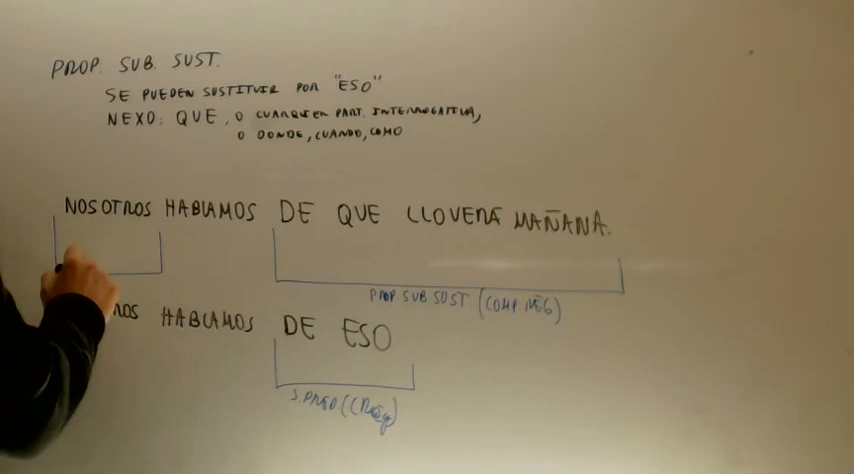 PROP. SUB. SUST.
SE PUEDEN SUSTITUIR POR "ESO"
NEXO: QUE, O CUALQUIER PART. INTERROGATIVA,
O DONDE, CUANDO, COMO
NOSOTROS HABLAMOS DE QUE LLOVERÁ MAÑANA.
PROP SUB SUST (COMP RÉG)
ROS HABLAMOS DE ESO
S. PREP. (C Rég)